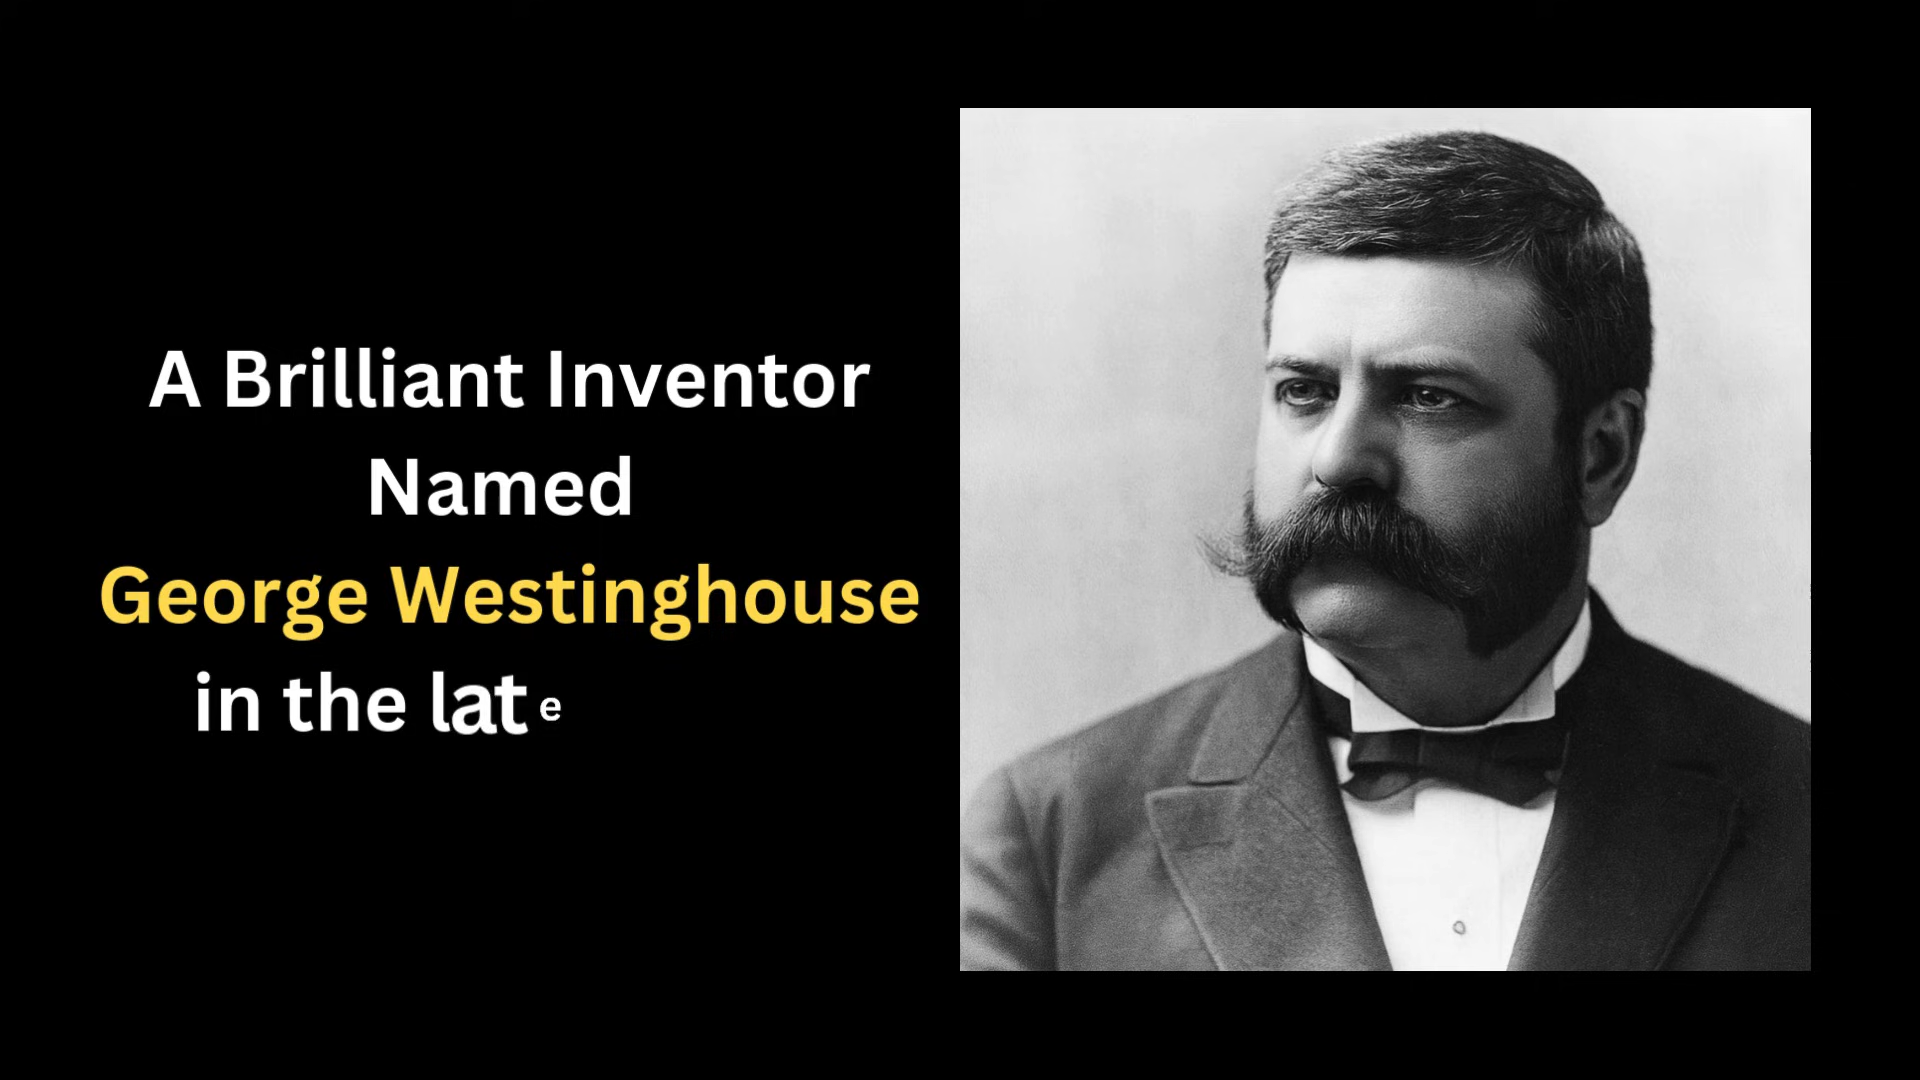 A Brilliant Inventor
Named
George Westinghouse
in the late